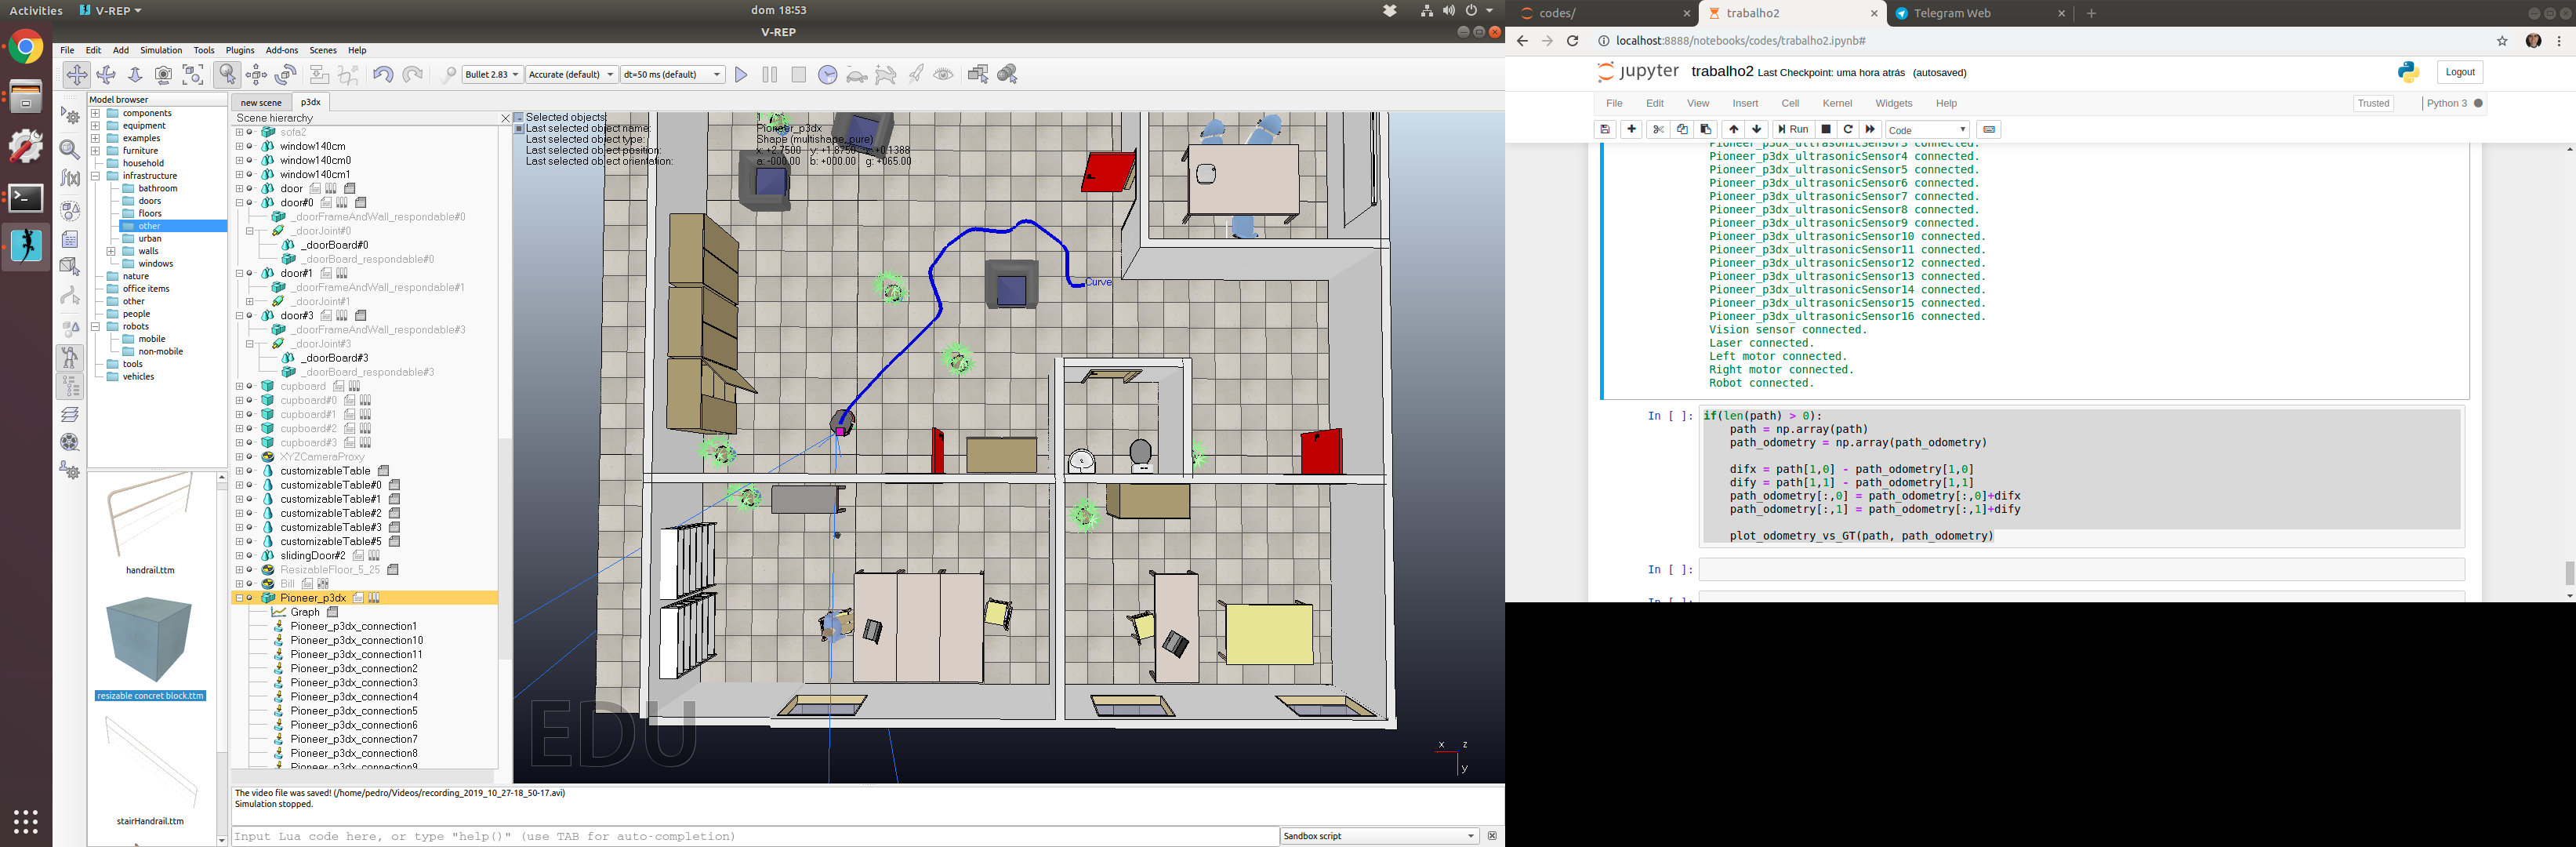 Activities
V-REP
dom 18:53
V-REP
File Edit Add Simulation Tools Plugins Add-ons Scenes Help
Bullet 2.83
Accurate (default)
dt=50 ms (default)
Model browser
components
equipment
examples
furniture
household
infrastructure
bathroom
doors
floors
other
urban
walls
windows
nature
office items
other
people
robots
mobile
non-mobile
tools
vehicles
handrail.ttm
resizable concret block.ttm
stairHandrail.ttm
new scene
p3dx
Scene hierarchy
sofa2
window140cm
window140cm0
window140cm1
door
door#0
_doorFrameAndWall_respondable#0
_doorJoint#0
_doorBoard#0
_doorBoard_respondable#0
door#1
_doorFrameAndWall_respondable#1
_doorJoint#1
door#3
_doorFrameAndWall_respondable#3
_doorJoint#3
_doorBoard#3
_doorBoard_respondable#3
cupboard
cupboard#0
cupboard#1
cupboard#2
cupboard#3
XYZCameraProxy
customizableTable
customizableTable#0
customizableTable#1
customizableTable#2
customizableTable#3
customizableTable#5
slidingDoor#2
ResizableFloor_5_25
Bill
Pioneer_p3dx
Graph
Pioneer_p3dx_connection1
Pioneer_p3dx_connection10
Pioneer_p3dx_connection11
Pioneer_p3dx_connection2
Pioneer_p3dx_connection3
Pioneer_p3dx_connection4
Pioneer_p3dx_connection5
Pioneer_p3dx_connection6
Pioneer_p3dx_connection7
Pioneer_p3dx_connection8
Pioneer_p3dx_connection9
Selected objects:
Last selected object name: Pioneer_p3dx
Last selected object type: Shape (multishape, pure)
Last selected object position:
Last selected object orientation: a: -000.00 b: +000.00 g: +065.00
Curve
EDU
x z
y
The video file was saved! (/home/pedro/Videos/recording_2019_10_27-18_50-17.avi)
Simulation stopped.
Input Lua code here, or type "help()" (use TAB for auto-completion)
Sandbox script
codes/
trabalho2
Telegram Web
localhost:8888/notebooks/codes/trabalho2.ipynb#
jupyter trabalho2 Last Checkpoint: uma hora atrás (autosaved)
Logout
File Edit View Insert Cell Kernel Widgets Help
Trusted
Python 3
Run
Code
Pioneer_p3dx_ultrasonicSensor3 connected.
Pioneer_p3dx_ultrasonicSensor4 connected.
Pioneer_p3dx_ultrasonicSensor5 connected.
Pioneer_p3dx_ultrasonicSensor6 connected.
Pioneer_p3dx_ultrasonicSensor7 connected.
Pioneer_p3dx_ultrasonicSensor8 connected.
Pioneer_p3dx_ultrasonicSensor9 connected.
Pioneer_p3dx_ultrasonicSensor10 connected.
Pioneer_p3dx_ultrasonicSensor11 connected.
Pioneer_p3dx_ultrasonicSensor12 connected.
Pioneer_p3dx_ultrasonicSensor13 connected.
Pioneer_p3dx_ultrasonicSensor14 connected.
Pioneer_p3dx_ultrasonicSensor15 connected.
Pioneer_p3dx_ultrasonicSensor16 connected.
Vision sensor connected.
Laser connected.
Left motor connected.
Right motor connected.
Robot connected.
In [ ]: if(len(path) > 0):
path = np.array(path)
path_odometry = np.array(path_odometry)
difx = path[1,0] - path_odometry[1,0]
dify = path[1,1] - path_odometry[1,1]
path_odometry[:,0] = path_odometry[:,0]+difx
path_odometry[:,1] = path_odometry[:,1]+dify
plot_odometry_vs_GT(path, path_odometry)
In [ ]:
In [ ]: